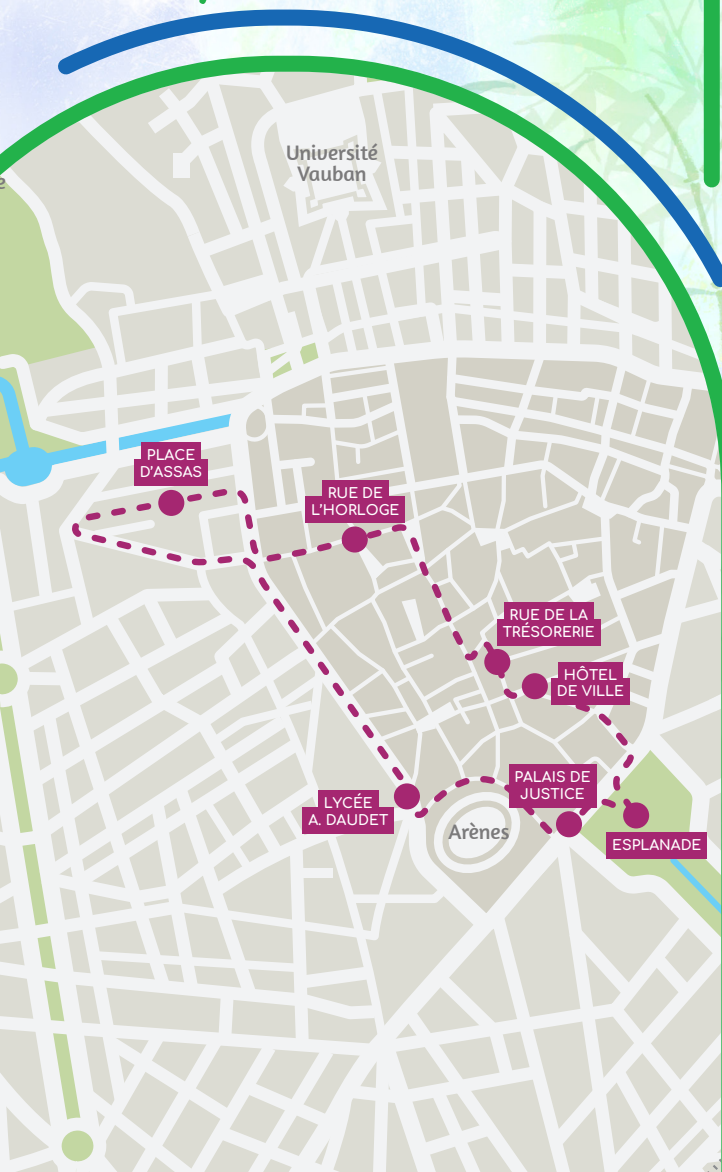 Université
Vauban
e
PLACE
D'ASSAS
RUE DE
L'HORLOGE
RUE DE LA
TRÉSORERIE
HÔTEL
DE VILLE
PALAIS DE
JUSTICE
LYCÉE
A. DAUDET
Arènes
ESPLANADE